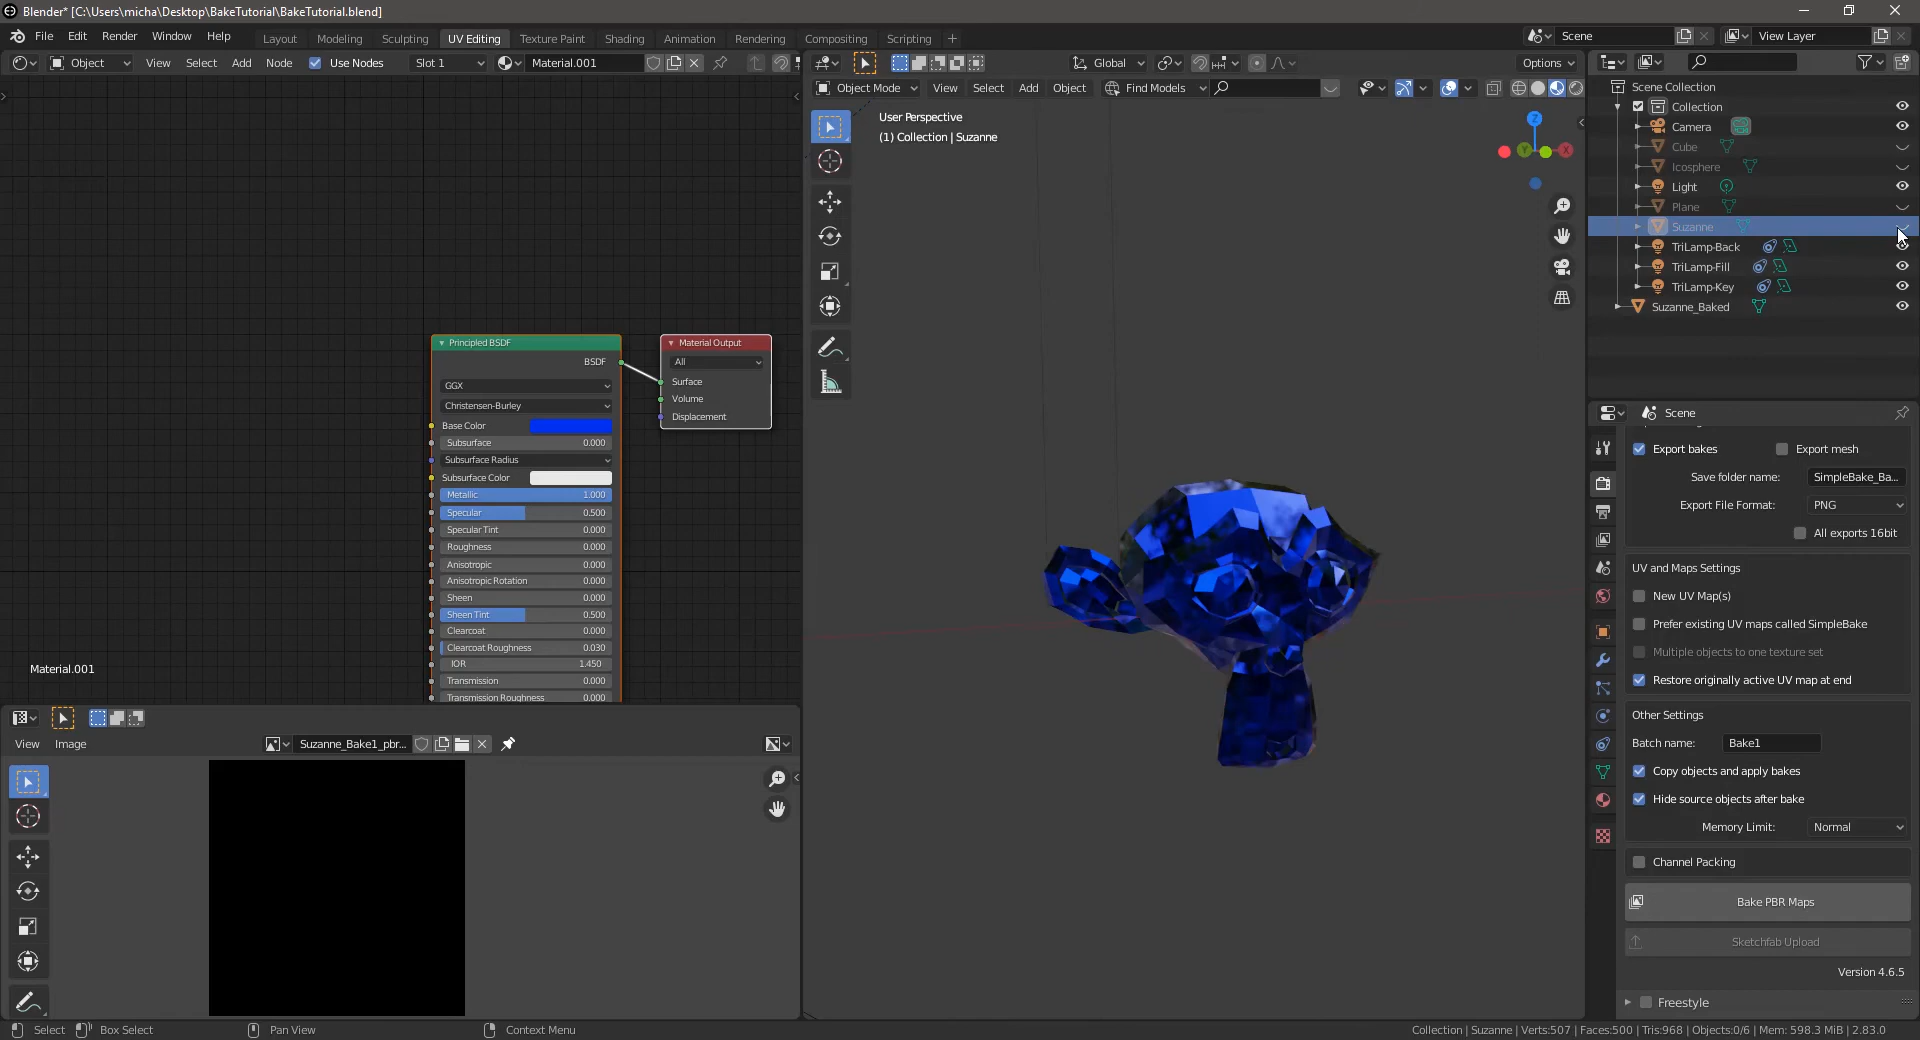 Blender* [C:\Users\micha\Desktop\BakeTutorial\BakeTutorial.blend]
File Edit Render Window Help
Layout Modeling Sculpting UV Editing Texture Paint Shading Animation Rendering Compositing Scripting
Scene
View Layer
Object View Select Add Node Use Nodes Slot 1 Material.001
Global
Options
Object Mode View Select Add Object Find Models
User Perspective
(1) Collection | Suzanne
Scene Collection
Collection
Camera
Cube
Icosphere
Light
Plane
Suzanne
TriLamp-Back
TriLamp-Fill
TriLamp-Key
Suzanne_Baked
Principled BSDF
BSDF
GGX
Christensen-Burley
Base Color
Subsurface 0.000
Subsurface Radius
Subsurface Color
Metallic 1.000
Specular 0.500
Specular Tint 0.000
Roughness 0.000
Anisotropic 0.000
Anisotropic Rotation 0.000
Sheen 0.000
Sheen Tint 0.500
Clearcoat 0.000
Clearcoat Roughness 0.030
IOR 1.450
Transmission 0.000
Transmission Roughness 0.000
Material Output
All
Surface
Volume
Displacement
Material.001
View Image Suzanne_Bake1_pbr...
Z
Y
X
Scene
Export bakes Export mesh
Save folder name: SimpleBake_Ba...
Export File Format: PNG
All exports 16bit
UV and Maps Settings
New UV Map(s)
Prefer existing UV maps called SimpleBake
Multiple objects to one texture set
Restore originally active UV map at end
Other Settings
Batch name: Bake1
Copy objects and apply bakes
Hide source objects after bake
Memory Limit: Normal
Channel Packing
Bake PBR Maps
Sketchfab Upload
Version 4.6.5
Freestyle
Select Box Select Pan View Context Menu
Collection | Suzanne | Verts:507 | Faces:500 | Tris:968 | Objects:0/6 | Mem: 598.3 MiB | 2.83.0